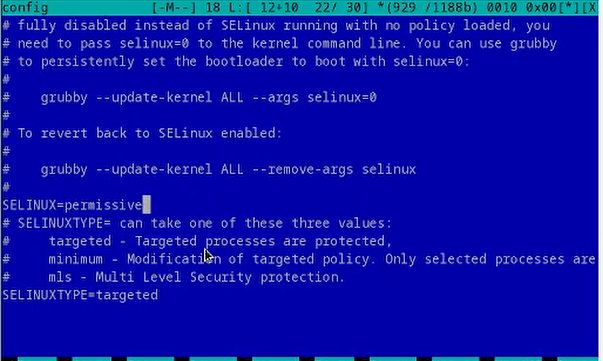 config [-M--] 18 L:[ 12+10 22/ 30] *(929 /1188b) 0010 0x00[*][X
# fully disabled instead of SELinux running with no policy loaded, you
# need to pass selinux=0 to the kernel command line. You can use grubby
# to persistently set the bootloader to boot with selinux=0:
#
#    grubby --update-kernel ALL --args selinux=0
#
# To revert back to SELinux enabled:
#
#    grubby --update-kernel ALL --remove-args selinux
#
SELINUX=permissive
# SELINUXTYPE= can take one of these three values:
#     targeted - Targeted processes are protected,
#     minimum - Modification of targeted policy. Only selected processes are
#     mls - Multi Level Security protection.
SELINUXTYPE=targeted